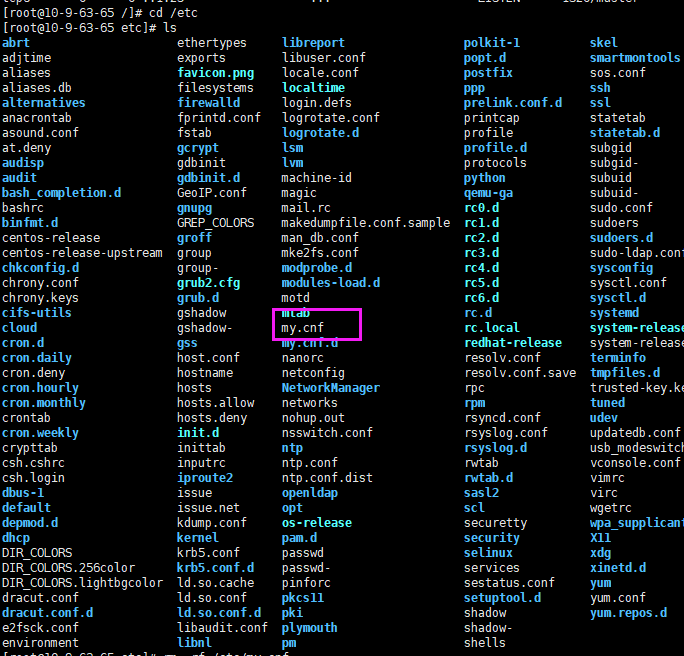 [root@10-9-63-65 /]# cd /etc
[root@10-9-63-65 etc]# ls
abrt ethertypes libreport polkit-1 skel
adjtime exports libuser.conf popt.d smartmontools
aliases favicon.png locale.conf postfix sos.conf
aliases.db filesystems localtime ppp ssh
alternatives firewalld login.defs prelink.conf.d ssl
anacrontab fprintd.conf logrotate.conf printcap statetab
asound.conf fstab logrotate.d profile statetab.d
at.deny gcrypt lsm profile.d subgid
audisp gdbinit lvm protocols subgid-
audit gdbinit.d machine-id python subuid
bash_completion.d GeoIP.conf magic qemu-ga subuid-
bashrc gnupg mail.rc rc0.d sudo.conf
binfmt.d GREP_COLORS makedumpfile.conf.sample rc1.d sudoers
centos-release groff man_db.conf rc2.d sudoers.d
centos-release-upstream group mke2fs.conf rc3.d sudo-ldap.con
chkconfig.d group- modprobe.d rc4.d sysconfig
chrony.conf grub2.cfg modules-load.d rc5.d sysctl.conf
chrony.keys grub.d motd rc6.d sysctl.d
cifs-utils gshadow mtab rc.d systemd
cloud gshadow- my.cnf rc.local system-release
cron.d gss my.cnf.d redhat-release system-release
cron.daily host.conf nanorc resolv.conf terminfo
cron.deny hostname netconfig resolv.conf.save tmpfiles.d
cron.hourly hosts NetworkManager rpc trusted-key.ke
cron.monthly hosts.allow networks rpm tuned
crontab hosts.deny nohup.out rsyncd.conf udev
cron.weekly init.d nsswitch.conf rsyslog.conf updatedb.conf
crypttab inittab ntp rsyslog.d usb_modeswitch
csh.cshrc inputrc ntp.conf rwtab vconsole.conf
csh.login iproute2 ntp.conf.dist rwtab.d vimrc
dbus-1 issue openldap sasl2 virc
default issue.net opt scl wgetrc
depmod.d kdump.conf os-release securetty wpa_supplicant
dhcp kernel pam.d security X11
DIR_COLORS krb5.conf passwd selinux xdg
DIR_COLORS.256color krb5.conf.d passwd- services xinetd.d
DIR_COLORS.lightbgcolor ld.so.cache pinforc sestatus.conf yum
dracut.conf ld.so.conf pkcs11 setuptool.d yum.conf
dracut.conf.d ld.so.conf.d pki shadow yum.repos.d
e2fsck.conf libaudit.conf plymouth shadow-
environment libnl pm shells